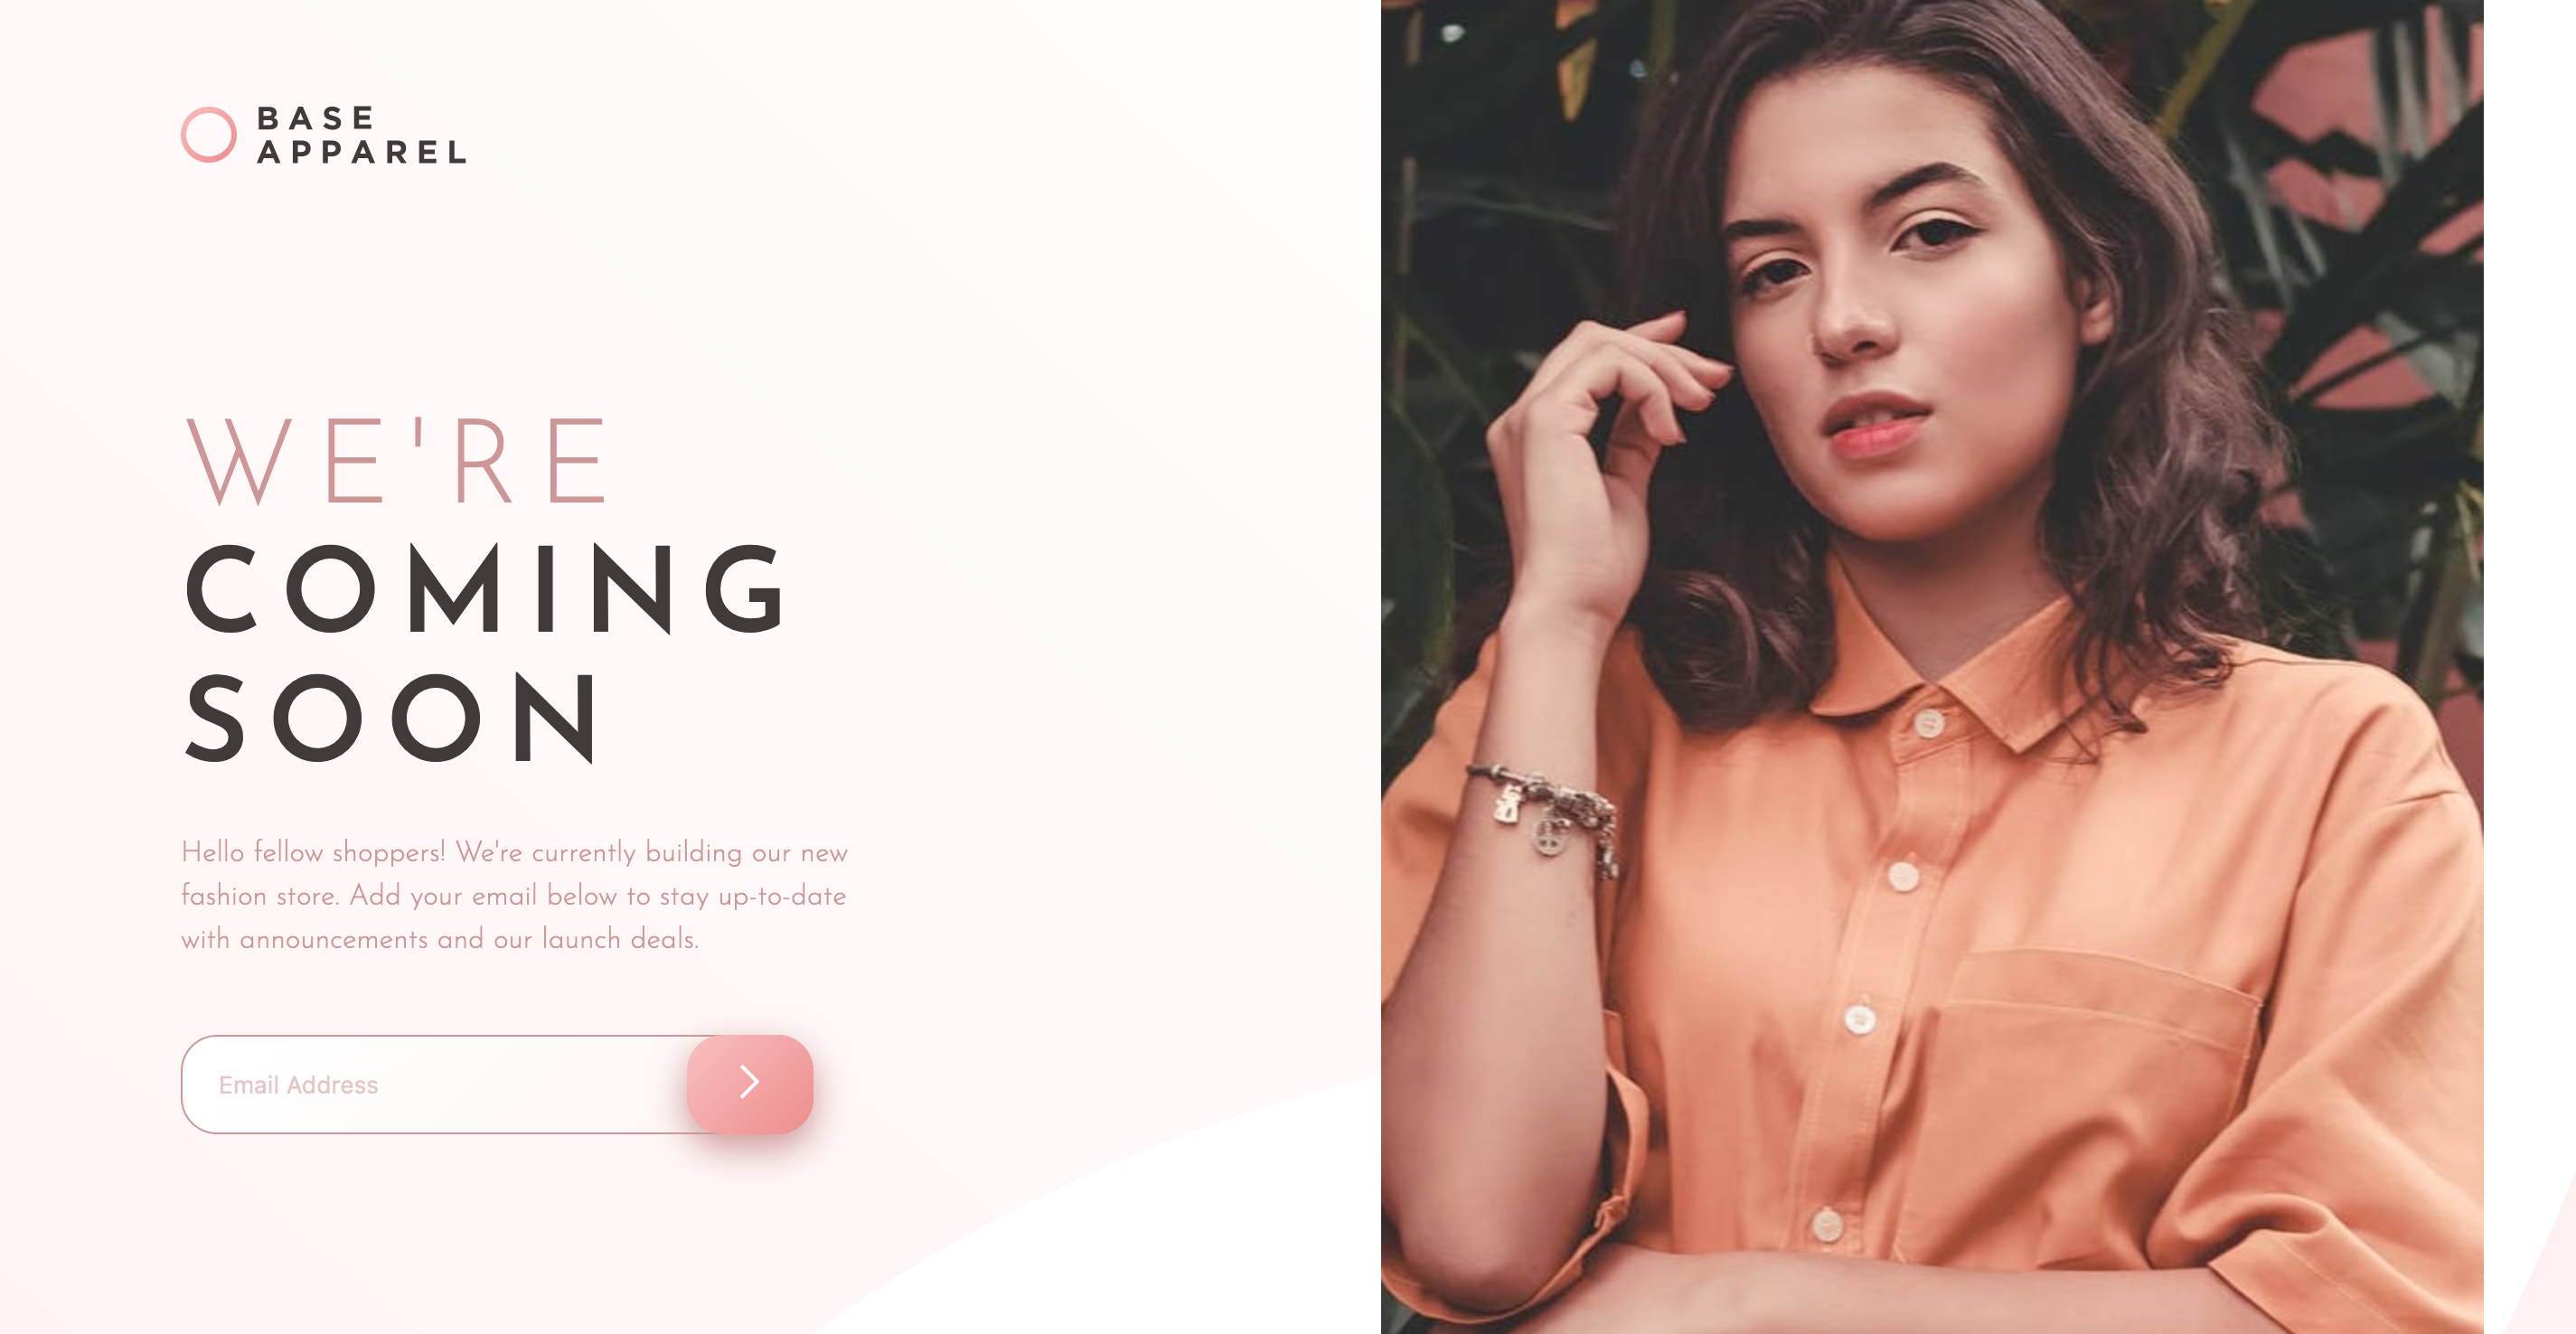 BASE
APPAREL
WE'RE
COMING
SOON
Hello fellow shoppers! We're currently building our new
fashion store. Add your email below to stay up-to-date
with announcements and our launch deals.
Email Address